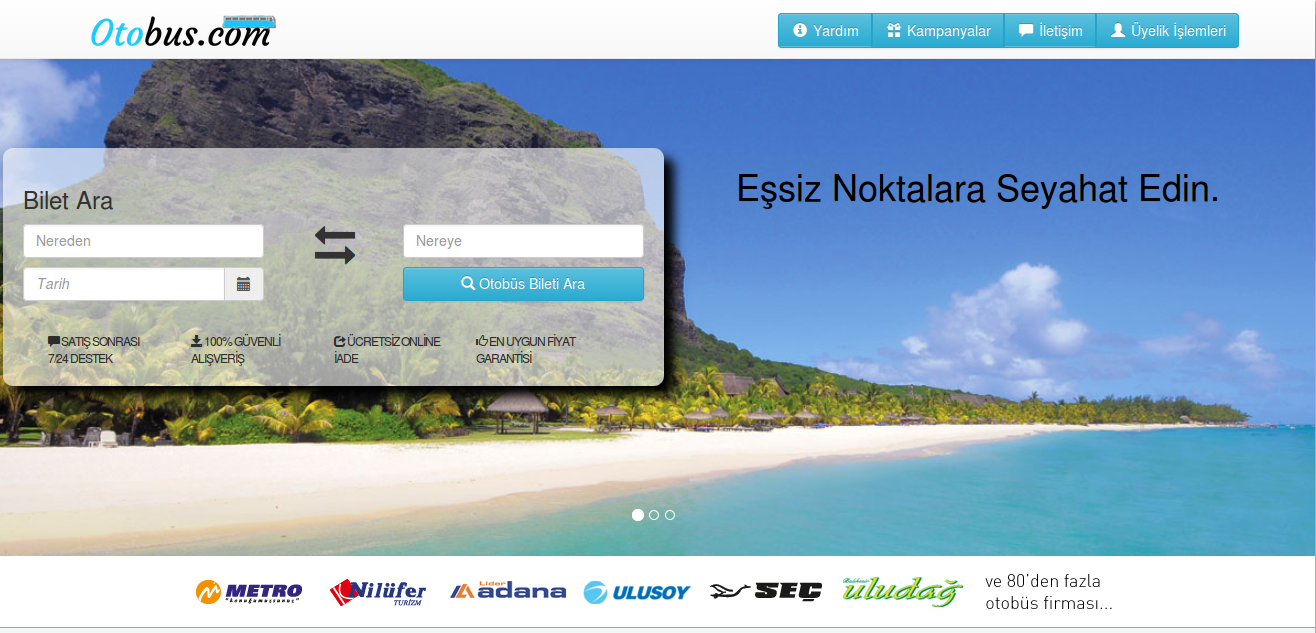 Otobus.com
Yardım
Kampanyalar
İletişim
Üyelik İşlemleri
Eşsiz Noktalara Seyahat Edin.
Bilet Ara
Nereden
Nereye
Tarih
Otobüs Bileti Ara
SATIŞ SONRASI
7/24 DESTEK
100% GÜVENLİ
ALIŞVERİŞ
ÜCRETSİZ ONLINE
İADE
EN UYGUN FİYAT
GARANTİSİ
METRO
"konuğumuzsunuz"
Nilüfer
TURİZM
Lider
adana
ULUSOY
SEÇ
Balıkesir
uludağ
ve 80'den fazla
otobüs firması...